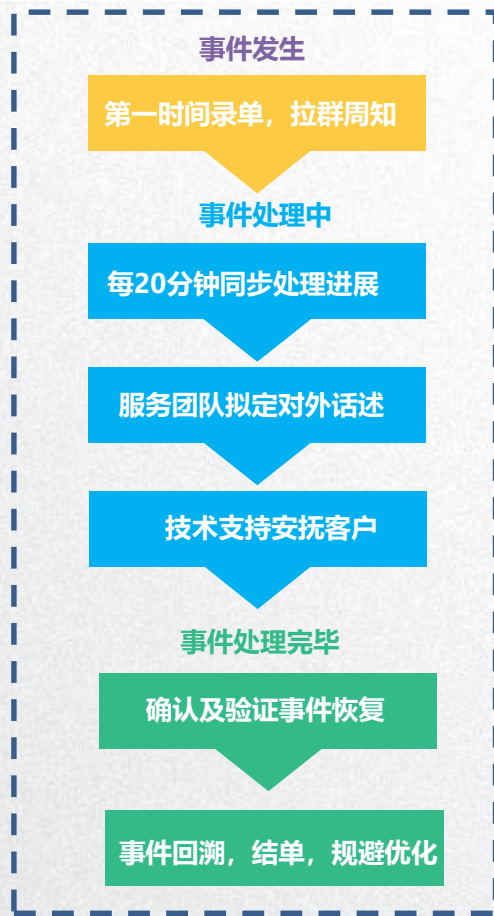 事件发生
第一时间录单，拉群周知
事件处理中
每20分钟同步处理进展
服务团队拟定对外话述
技术支持安抚客户
事件处理完毕
确认及验证事件恢复
事件回溯，结单，规避优化